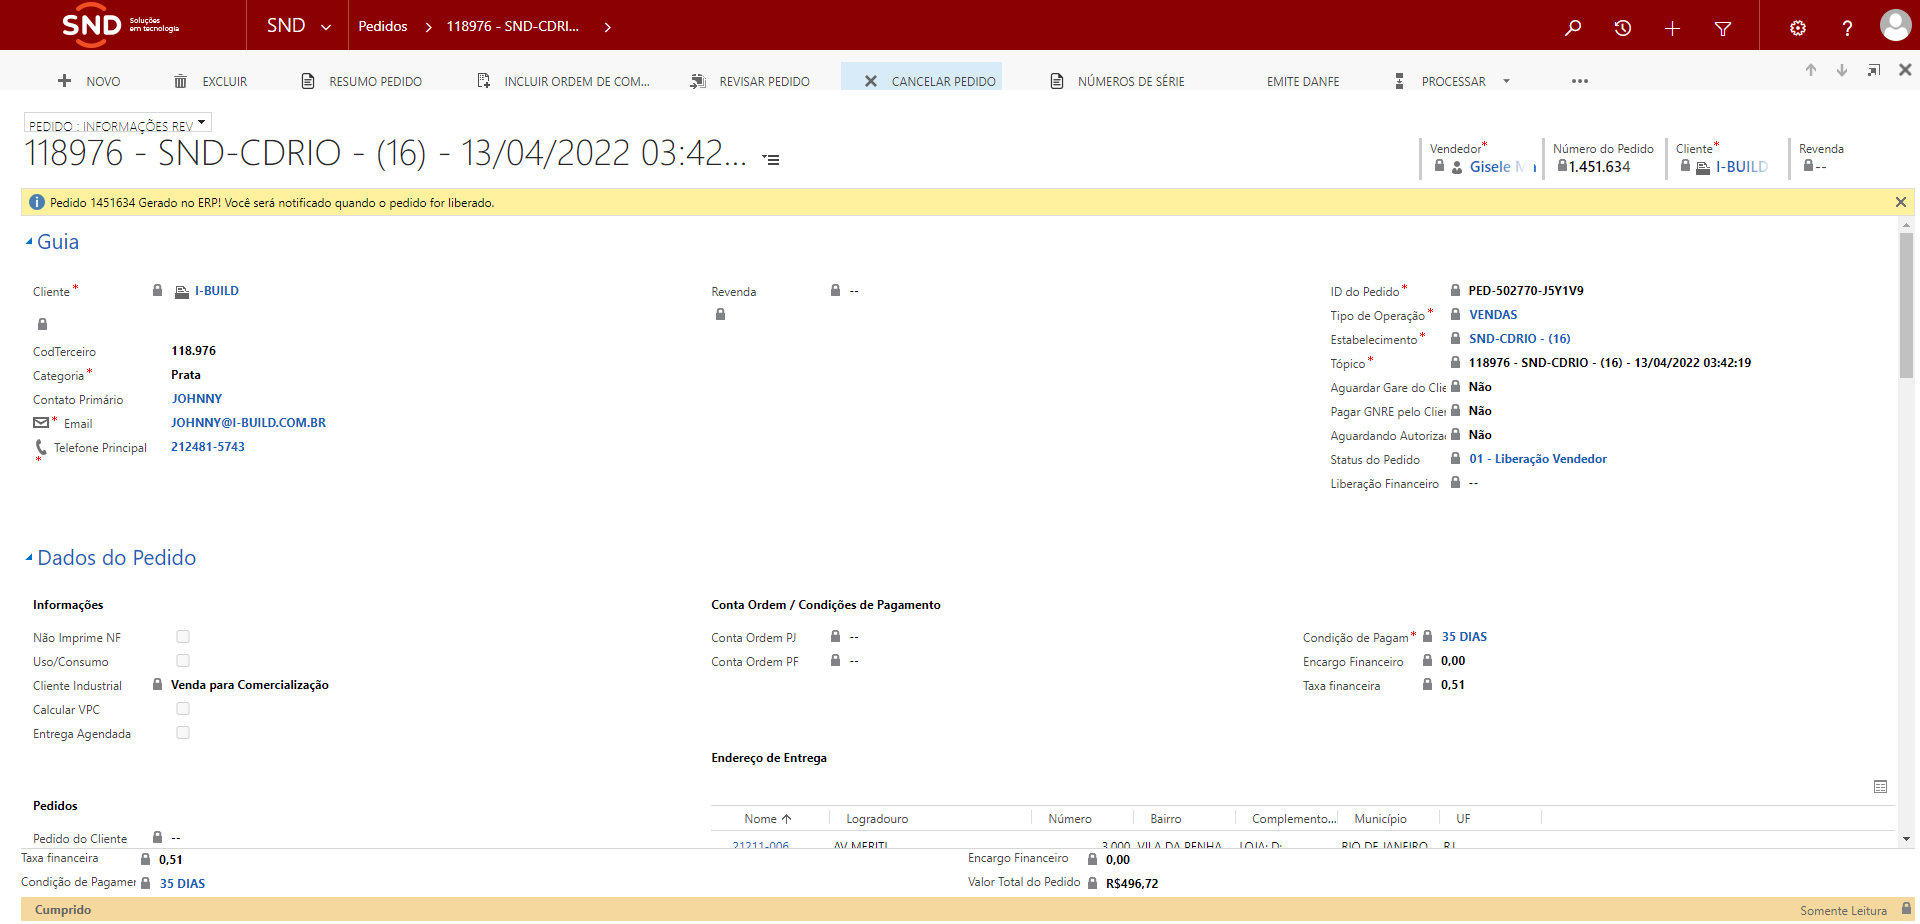 SND Soluções em tecnologia
SND
Pedidos > 118976 - SND-CDRI... >
NOVO
EXCLUIR
RESUMO PEDIDO
INCLUIR ORDEM DE COM...
REVISAR PEDIDO
CANCELAR PEDIDO
NÚMEROS DE SÉRIE
EMITE DANFE
PROCESSAR
PEDIDO : INFORMAÇÕES REV
118976 - SND-CDRIO - (16) - 13/04/2022 03:42...
Vendedor*
Gisele
Número do Pedido
1.451.634
Cliente*
I-BUILD
Revenda
--
Pedido 1451634 Gerado no ERP! Você será notificado quando o pedido for liberado.
Guia
Cliente* I-BUILD
CodTerceiro 118.976
Categoria* Prata
Contato Primário JOHNNY
* Email JOHNNY@I-BUILD.COM.BR
Telefone Principal * 212481-5743
Revenda --
ID do Pedido* PED-502770-J5Y1V9
Tipo de Operação* VENDAS
Estabelecimento* SND-CDRIO - (16)
Tópico* 118976 - SND-CDRIO - (16) - 13/04/2022 03:42:19
Aguardar Gare do Clie Não
Pagar GNRE pelo Clier Não
Aguardando Autoriza Não
Status do Pedido 01 - Liberação Vendedor
Liberação Financeiro --
Dados do Pedido
Informações
Não Imprime NF
Uso/Consumo
Cliente Industrial Venda para Comercialização
Calcular VPC
Entrega Agendada
Conta Ordem / Condições de Pagamento
Conta Ordem PJ --
Conta Ordem PF --
Condição de Pagam* 35 DIAS
Encargo Financeiro 0,00
Taxa financeira 0,51
Endereço de Entrega
Nome Logradouro Número Bairro Complemento... Município UF
21211-006 AV MERITI 3.000 VILA DA PENHA LOJA: D; RIO DE JANEIRO RJ
Pedidos
Pedido do Cliente --
Taxa financeira 0,51
Condição de Pagamer 35 DIAS
Encargo Financeiro 0,00
Valor Total do Pedido R$496,72
Cumprido
Somente Leitura